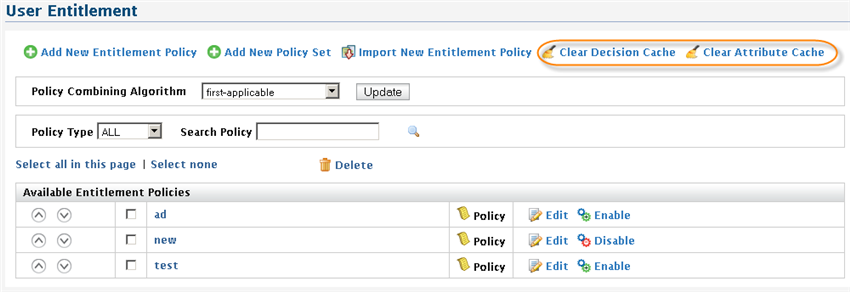 User Entitlement
Add New Entitlement Policy Add New Policy Set Import New Entitlement Policy Clear Decision Cache Clear Attribute Cache
Policy Combining Algorithm first-applicable Update
Policy Type ALL Search Policy
Select all in this page | Select none Delete
Available Entitlement Policies
ad Policy Edit Enable
new Policy Edit Disable
test Policy Edit Enable